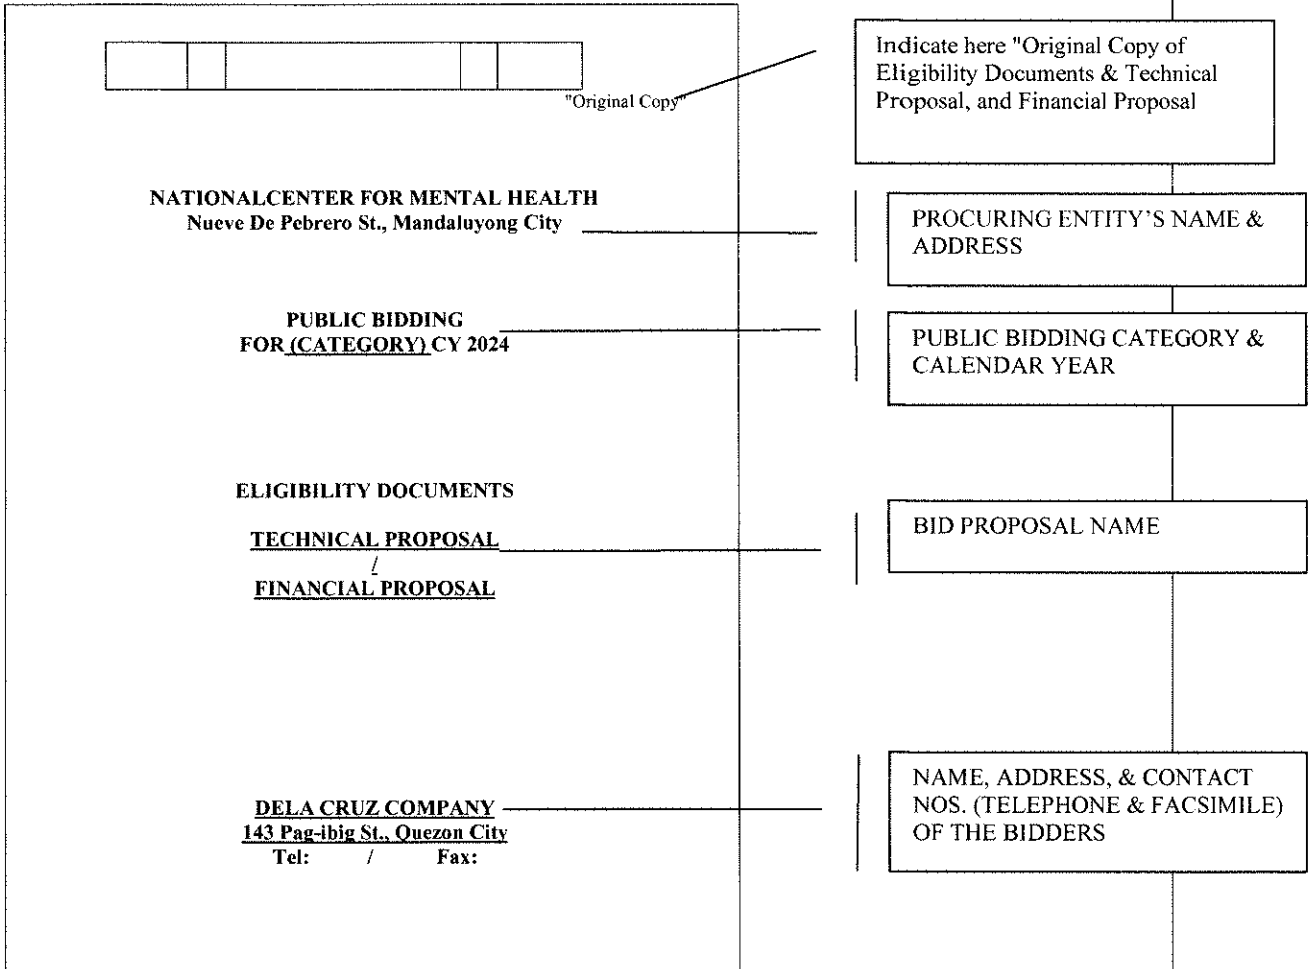 Indicate here "Original Copy of
Eligibility Documents & Technical
Proposal, and Financial Proposal
"Original Copy"
NATIONALCENTER FOR MENTAL HEALTH
Nueve De Pebrero St., Mandaluyong City
PROCURING ENTITY'S NAME &
ADDRESS
PUBLIC BIDDING
FOR (CATEGORY) CY 2024
PUBLIC BIDDING CATEGORY &
CALENDAR YEAR
ELIGIBILITY DOCUMENTS
TECHNICAL PROPOSAL
/
FINANCIAL PROPOSAL
BID PROPOSAL NAME
DELA CRUZ COMPANY
143 Pag-ibig St., Quezon City
Tel: / Fax:
NAME, ADDRESS, & CONTACT
NOS. (TELEPHONE & FACSIMILE)
OF THE BIDDERS